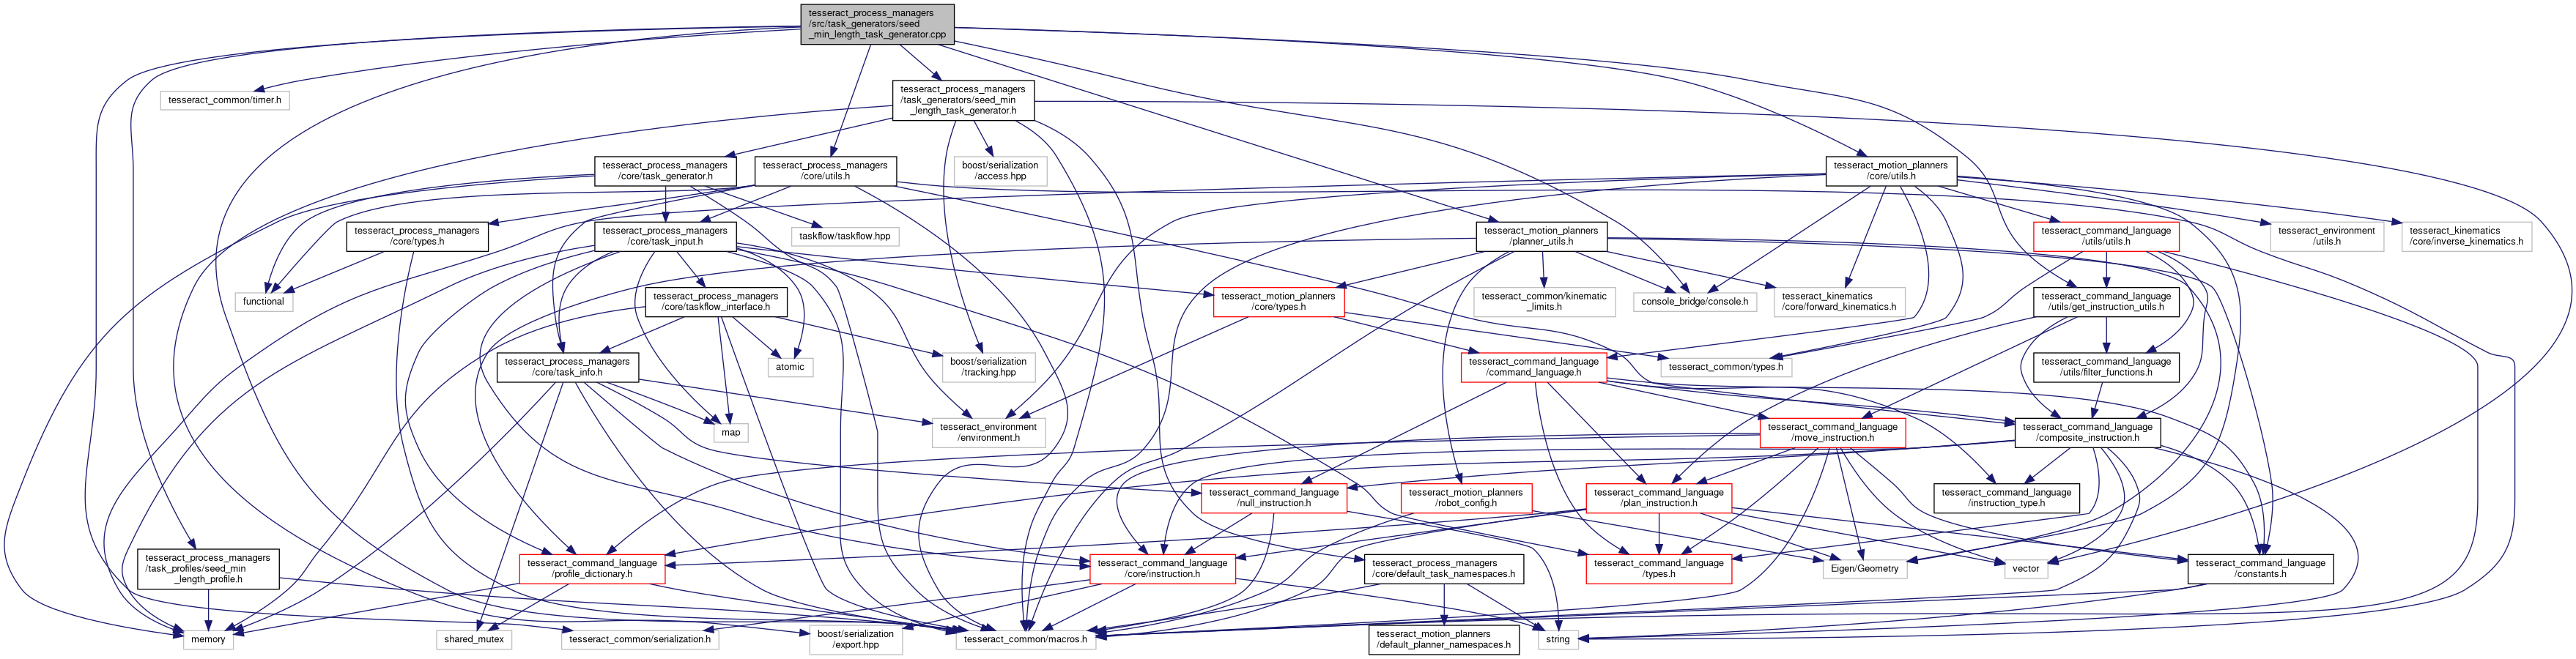 tesseract_process_managers
/src/task_generators/seed
_min_length_task_generator.cpp
tesseract_common/timer.h
tesseract_process_managers
/task_generators/seed_min
_length_task_generator.h
tesseract_process_managers
/core/task_generator.h
tesseract_process_managers
/core/utils.h
boost/serialization
/access.hpp
tesseract_motion_planners
/core/utils.h
tesseract_process_managers
/core/types.h
tesseract_process_managers
/core/task_input.h
taskflow/taskflow.hpp
tesseract_motion_planners
/planner_utils.h
tesseract_command_language
/utils/utils.h
tesseract_environment
/utils.h
tesseract_kinematics
/core/inverse_kinematics.h
functional
tesseract_process_managers
/core/taskflow_interface.h
tesseract_motion_planners
/core/types.h
tesseract_common/kinematic
_limits.h
console_bridge/console.h
tesseract_kinematics
/core/forward_kinematics.h
tesseract_command_language
/utils/get_instruction_utils.h
tesseract_process_managers
/core/task_info.h
atomic
boost/serialization
/tracking.hpp
tesseract_command_language
/command_language.h
tesseract_common/types.h
tesseract_command_language
/utils/filter_functions.h
map
tesseract_environment
/environment.h
tesseract_command_language
/move_instruction.h
tesseract_command_language
/composite_instruction.h
tesseract_command_language
/null_instruction.h
tesseract_motion_planners
/robot_config.h
tesseract_command_language
/plan_instruction.h
tesseract_command_language
/instruction_type.h
tesseract_process_managers
/task_profiles/seed_min
_length_profile.h
tesseract_command_language
/profile_dictionary.h
tesseract_command_language
/core/instruction.h
tesseract_process_managers
/core/default_task_namespaces.h
tesseract_command_language
/types.h
Eigen/Geometry
vector
tesseract_command_language
/constants.h
memory
shared_mutex
tesseract_common/serialization.h
boost/serialization
/export.hpp
tesseract_common/macros.h
tesseract_motion_planners
/default_planner_namespaces.h
string